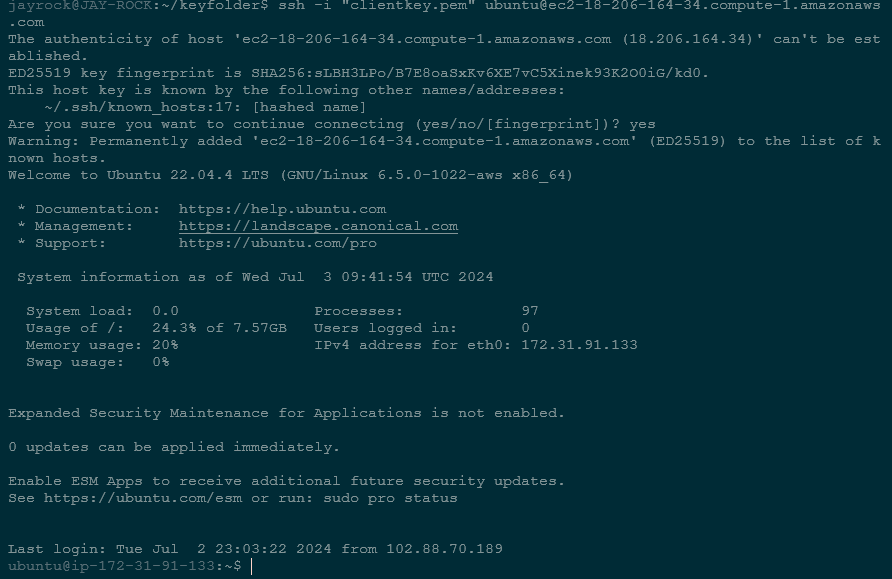 jayrock@JAY-ROCK:~/keyfolder$ ssh -i "clientkey.pem" ubuntu@ec2-18-206-164-34.compute-1.amazonaws
.com
The authenticity of host 'ec2-18-206-164-34.compute-1.amazonaws.com (18.206.164.34)' can't be est
ablished.
ED25519 key fingerprint is SHA256:sLBH3LPo/B7E8oaSxKv6XE7vC5Xinek93K2O0iG/kd0.
This host key is known by the following other names/addresses:
    ~/.ssh/known_hosts:17: [hashed name]
Are you sure you want to continue connecting (yes/no/[fingerprint])? yes
Warning: Permanently added 'ec2-18-206-164-34.compute-1.amazonaws.com' (ED25519) to the list of k
nown hosts.
Welcome to Ubuntu 22.04.4 LTS (GNU/Linux 6.5.0-1022-aws x86_64)

 * Documentation:  https://help.ubuntu.com
 * Management:     https://landscape.canonical.com
 * Support:        https://ubuntu.com/pro

 System information as of Wed Jul  3 09:41:54 UTC 2024

  System load:  0.0               Processes:             97
  Usage of /:   24.3% of 7.57GB   Users logged in:       0
  Memory usage: 20%               IPv4 address for eth0: 172.31.91.133
  Swap usage:   0%

Expanded Security Maintenance for Applications is not enabled.

0 updates can be applied immediately.

Enable ESM Apps to receive additional future security updates.
See https://ubuntu.com/esm or run: sudo pro status

Last login: Tue Jul  2 23:03:22 2024 from 102.88.70.189
ubuntu@ip-172-31-91-133:~$